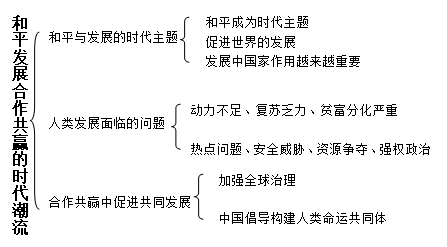 和平发展合作共赢的时代潮流
和平与发展的时代主题
和平成为时代主题
促进世界的发展
发展中国家作用越来越重要
人类发展面临的问题
动力不足、复苏乏力、贫富分化严重
热点问题、安全威胁、资源争夺、强权政治
合作共赢中促进共同发展
加强全球治理
中国倡导构建人类命运共同体